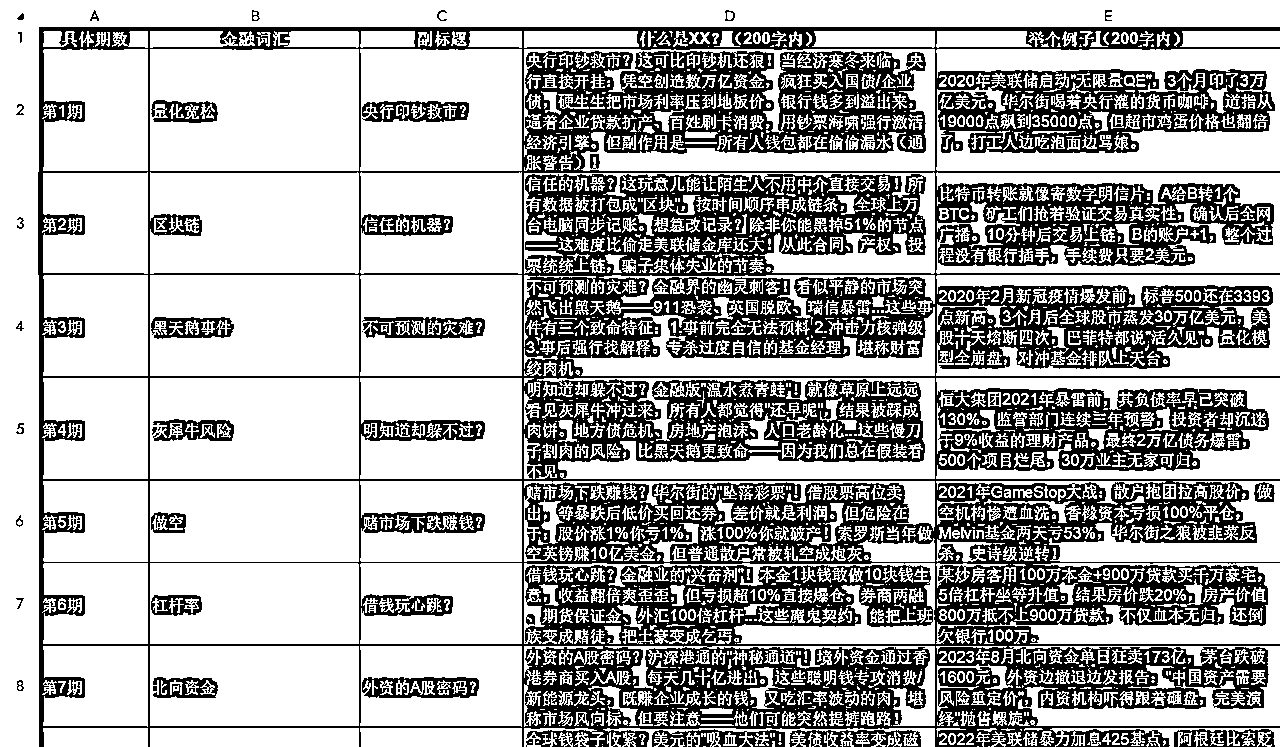 A B C D E
1 具体期数 金融词汇 副标题 什么是XX？（200字内） 举个例子（200字内）
2 第1期 量化宽松 央行印钞救市？
央行印钞救市？这可比印钞机还狠！当经济寒冬来临，央
行直接开挂，凭空创造数万亿资金，疯狂买入国债/企业
债，硬生生把市场利率压到地板价。银行钱多到溢出来，
逼着企业贷款扩产、百姓刷卡消费，用钞票海啸强行激活
经济引擎。但副作用是——所有人钱包都在偷偷漏水（通
胀警告）！
2020年美联储启动"无限量QE"，3个月印了3万
亿美元。华尔街喝着央行灌的货币咖啡，道指从
19000点飙到35000点，但超市鸡蛋价格也翻倍
了，打工人边吃泡面边骂娘。
3 第2期 区块链 信任的机器？
信任的机器？这玩意儿能让陌生人不用中介直接交易！所
有数据被打包成"区块"，按时间顺序串成链条，全球上万
台电脑同步记账。想篡改记录？除非你能黑掉51%的节点
——这难度比偷走美联储金库还大！从此合同、产权、投
票统统上链，骗子集体失业的节奏。
比特币转账就像寄数字明信片：A给B转1个
BTC，矿工们抢着验证交易真实性，确认后全网
广播。10分钟后交易上链，B的账户+1，整个过
程没有银行插手，手续费只要2美元。
4 第3期 黑天鹅事件 不可预测的灾难？
不可预测的灾难？金融界的幽灵刺客！看似平静的市场突
然飞出黑天鹅——911恐袭、英国脱欧、瑞信暴雷...这些事
件有三个致命特征：1.事前完全无法预料 2.冲击力核弹级
3.事后强行找解释。专杀过度自信的基金经理，堪称财富
绞肉机。
2020年2月新冠疫情爆发前，标普500还在3393
点新高。3个月后全球股市蒸发30万亿美元，美
股十天熔断四次，巴菲特都说"活久见"。量化模
型全崩盘，对冲基金排队上天台。
5 第4期 灰犀牛风险 明知道却躲不过？
明知道却躲不过？金融版"温水煮青蛙"！就像草原上远远
看见灰犀牛冲过来，所有人都觉得"还早呢"，结果被踩成
肉饼。地方债危机、房地产泡沫、人口老龄化...这些慢刀
子割肉的风险，比黑天鹅更致命——因为我们总在假装看
不见。
恒大集团2021年暴雷前，其负债率早已突破
130%。监管部门连续三年预警，投资者却沉迷
于9%收益的理财产品。最终2万亿债务爆雷，
500个项目烂尾，30万业主无家可归。
6 第5期 做空 赌市场下跌赚钱？
赌市场下跌赚钱？华尔街的"坠落彩票"！借股票高位卖
出，等暴跌后低价买回还券，差价就是利润。但危险在
于：股价涨1%你亏1%，涨100%你就破产！索罗斯当年做
空英镑赚10亿美金，但普通散户常被轧空成炮灰。
2021年GameStop大战：散户抱团拉高股价，做
空机构惨遭血洗，香橼资本亏损100%平仓，
Melvin基金两天亏53%，华尔街之狼被韭菜反
杀，史诗级逆转！
7 第6期 杠杆率 借钱玩心跳？
借钱玩心跳？金融业的"兴奋剂"！本金1块钱敢做10块钱生
意，收益翻倍爽歪歪，但亏损超10%直接爆仓。券商两融
、期货保证金、外汇100倍杠杆...这些魔鬼契约，能把上班
族变成赌徒，把土豪变成乞丐。
某炒房客用100万本金+900万贷款买千万豪宅，
5倍杠杆坐等升值。结果房价跌20%，房产价值
800万抵不上900万贷款，不仅血本无归，还倒
欠银行100万。
8 第7期 北向资金 外资的A股密码？
外资的A股密码？沪深港通的"神秘通道"！境外资金通过香
港券商买入A股，每天几十亿进出。这些聪明钱专攻消费/
新能源龙头，既赚企业成长的钱，又吃汇率波动的肉，堪
称市场风向标。但要注意——他们可能突然提裤跑路！
2023年8月北向资金单日狂卖173亿，茅台跌破
1600元。外资边撤退边发报告："中国资产需要
风险重定价"，内资机构吓得跟着砸盘，完美演
绎"抛售螺旋"。
全球钱袋子收紧？美元的"吸血大法"！美债收益率变成磁
2022年美联储暴力加息425基点，阿根廷比索贬